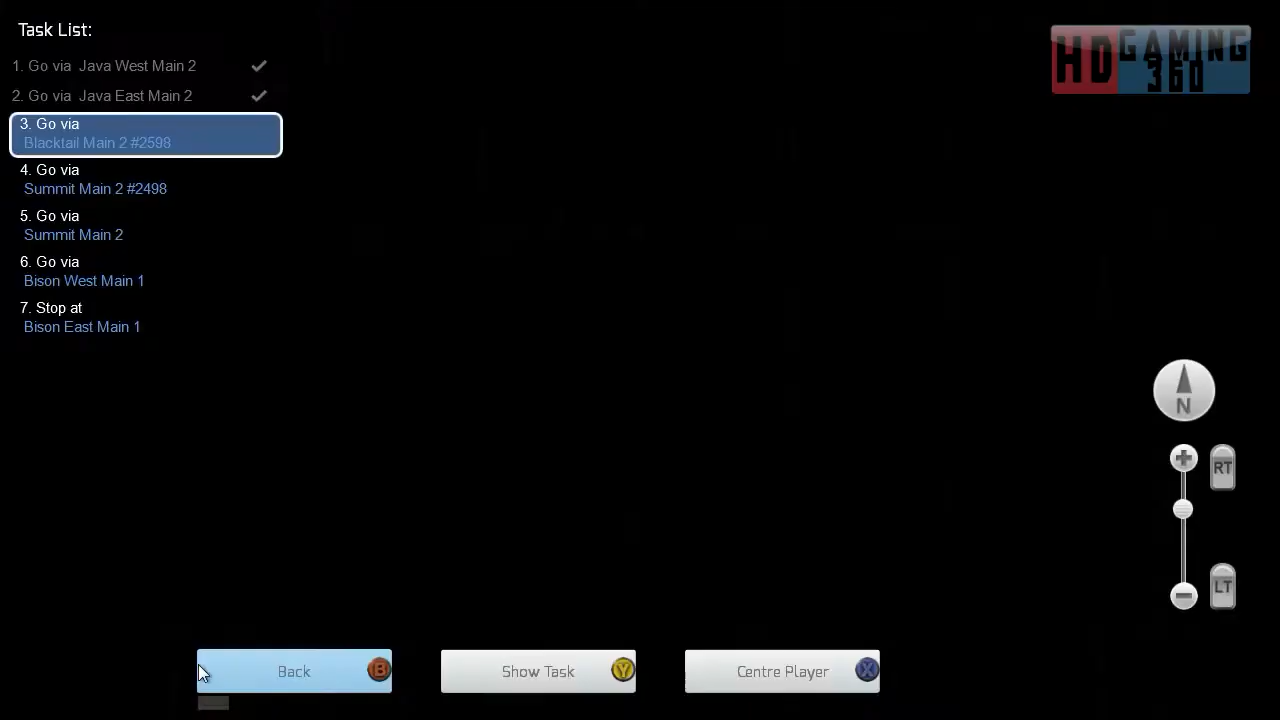 Task List:
1. Go via Java West Main 2
2. Go via Java East Main 2
3. Go via
Blacktail Main 2 #2598
4. Go via
Summit Main 2 #2498
5. Go via
Summit Main 2
6. Go via
Bison West Main 1
7. Stop at
Bison East Main 1
HD GAMING
360
N
RT
LT
Back B
Show Task Y
Centre Player X